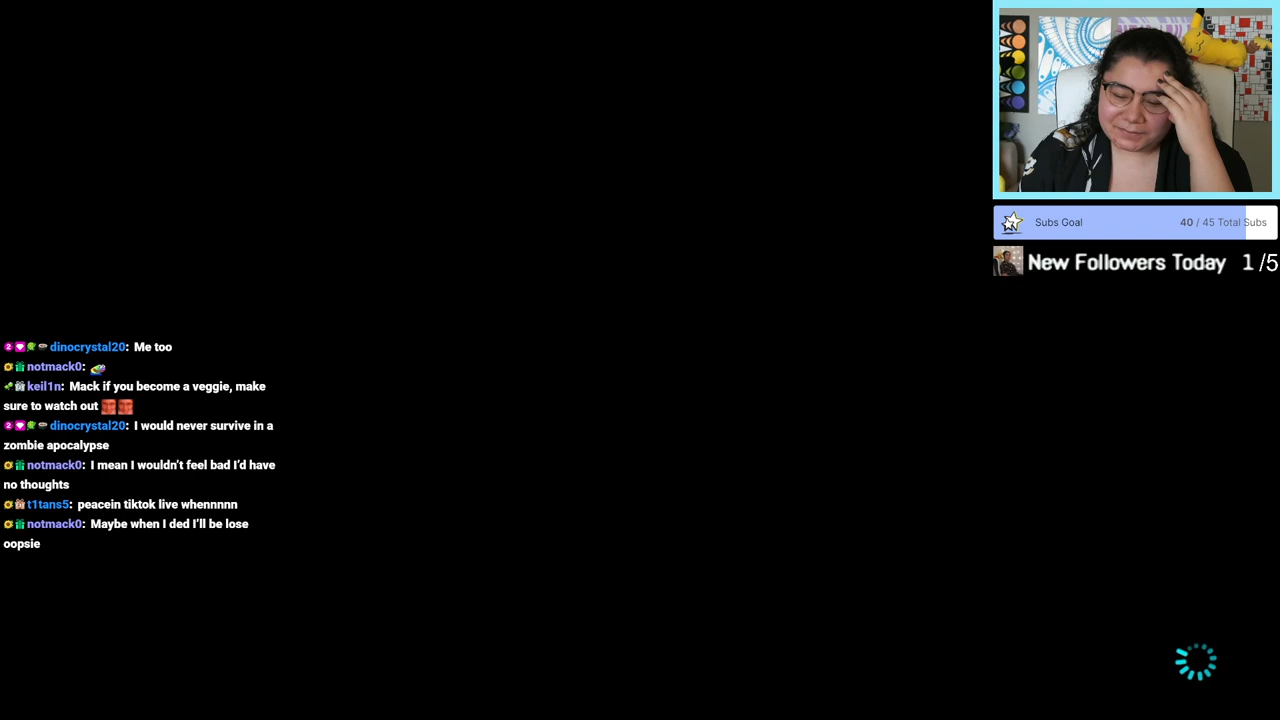 Subs Goal 40 / 45 Total Subs
New Followers Today 1 /5
dinocrystal20: Me too
notmack0:
keil1n: Mack if you become a veggie, make
sure to watch out
dinocrystal20: I would never survive in a
zombie apocalypse
notmack0: I mean I wouldn't feel bad I'd have
no thoughts
t1tans5: peacein tiktok live whennnnn
notmack0: Maybe when I ded I'll be lose
oopsie